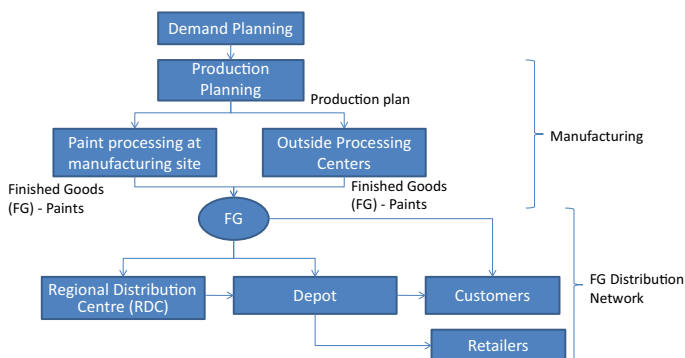 Demand Planning
Production
Planning
Production plan
Manufacturing
Paint processing at
manufacturing site
Outside Processing
Centers
Finished Goods
(FG) - Paints
Finished Goods
(FG) - Paints
FG
Regional Distribution
Centre (RDC)
Depot
Customers
FG Distribution
Network
Retailers